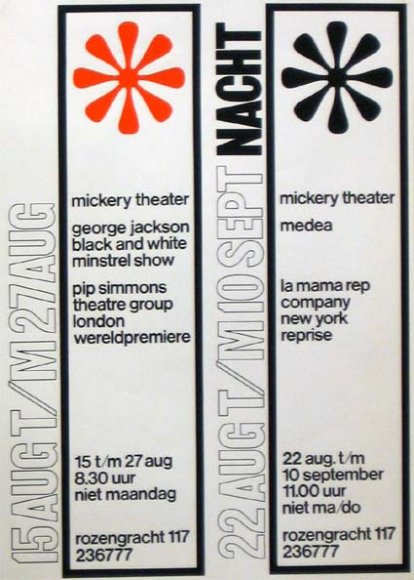 15 AUG T/M 27 AUG
mickery theater
george jackson
black and white
minstrel show
pip simmons
theatre group
london
wereldpremiere
15 t/m 27 aug
8.30 uur
niet maandag
rozengracht 117
236777
22 AUG T/M 10 SEPT NACHT
mickery theater
medea
la mama rep
company
new york
reprise
22 aug. t/m
10 september
11.00 uur
niet ma/do
rozengracht 117
236777